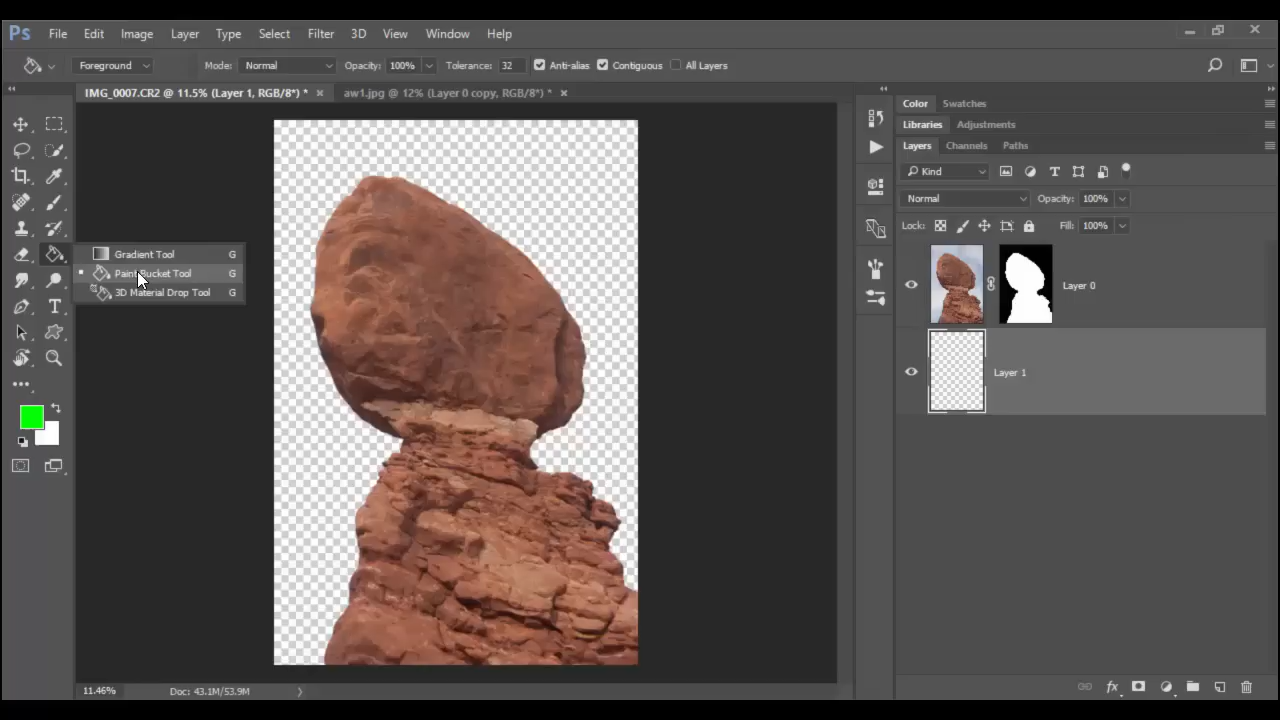 Ps File Edit Image Layer Type Select Filter 3D View Window Help
Foreground Mode: Normal Opacity: 100% Tolerance: 32 Anti-alias Contiguous All Layers
IMG_0007.CR2 @ 11.5% (Layer 1, RGB/8*) * × aw1.jpg @ 12% (Layer 0 copy, RGB/8*) * ×
Color Swatches
Libraries Adjustments
Layers Channels Paths
Kind
Normal Opacity: 100%
Lock: Fill: 100%
Gradient Tool G
Paint Bucket Tool G
3D Material Drop Tool G
Layer 0
Layer 1
11.46% Doc: 43.1M/53.9M